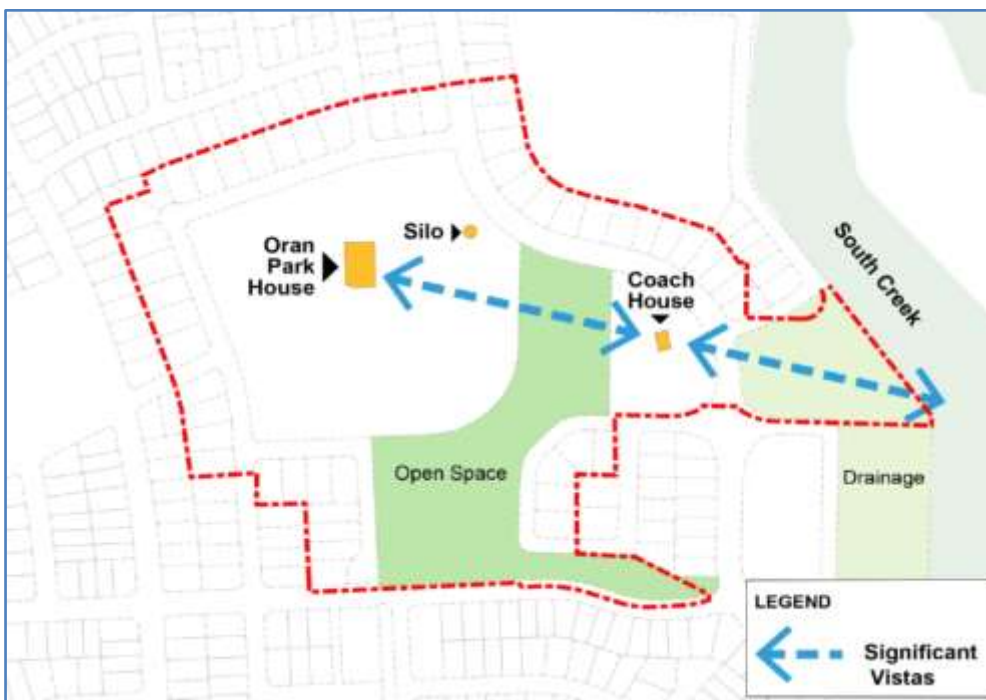 Oran
Park
House
Silo
Coach
House
South Creek
Open Space
Drainage
LEGEND
Significant
Vistas